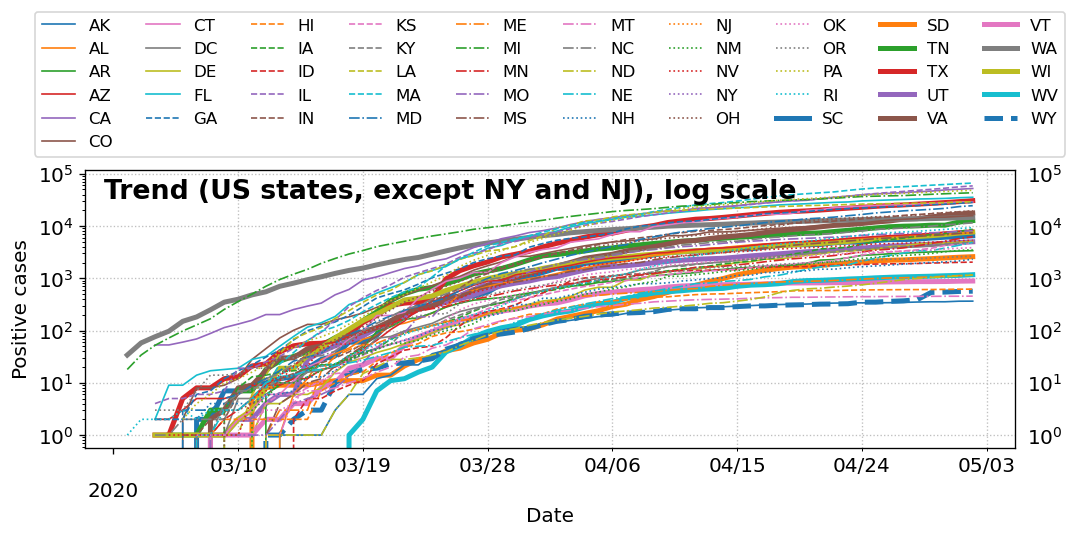 AK CT HI KS ME MT NJ OK SD VT
AL DC IA KY MI NC NM OR TN WA
AR DE ID LA MN ND NV PA TX WI
AZ FL IL MA MO NE NY RI UT WV
CA GA IN MD MS NH OH SC VA WY
CO
Trend (US states, except NY and NJ), log scale
10^5 10^5
10^4 10^4
10^3 10^3
10^2 10^2
10^1 10^1
10^0 10^0
Positive cases
03/10 03/19 03/28 04/06 04/15 04/24 05/03
2020
Date